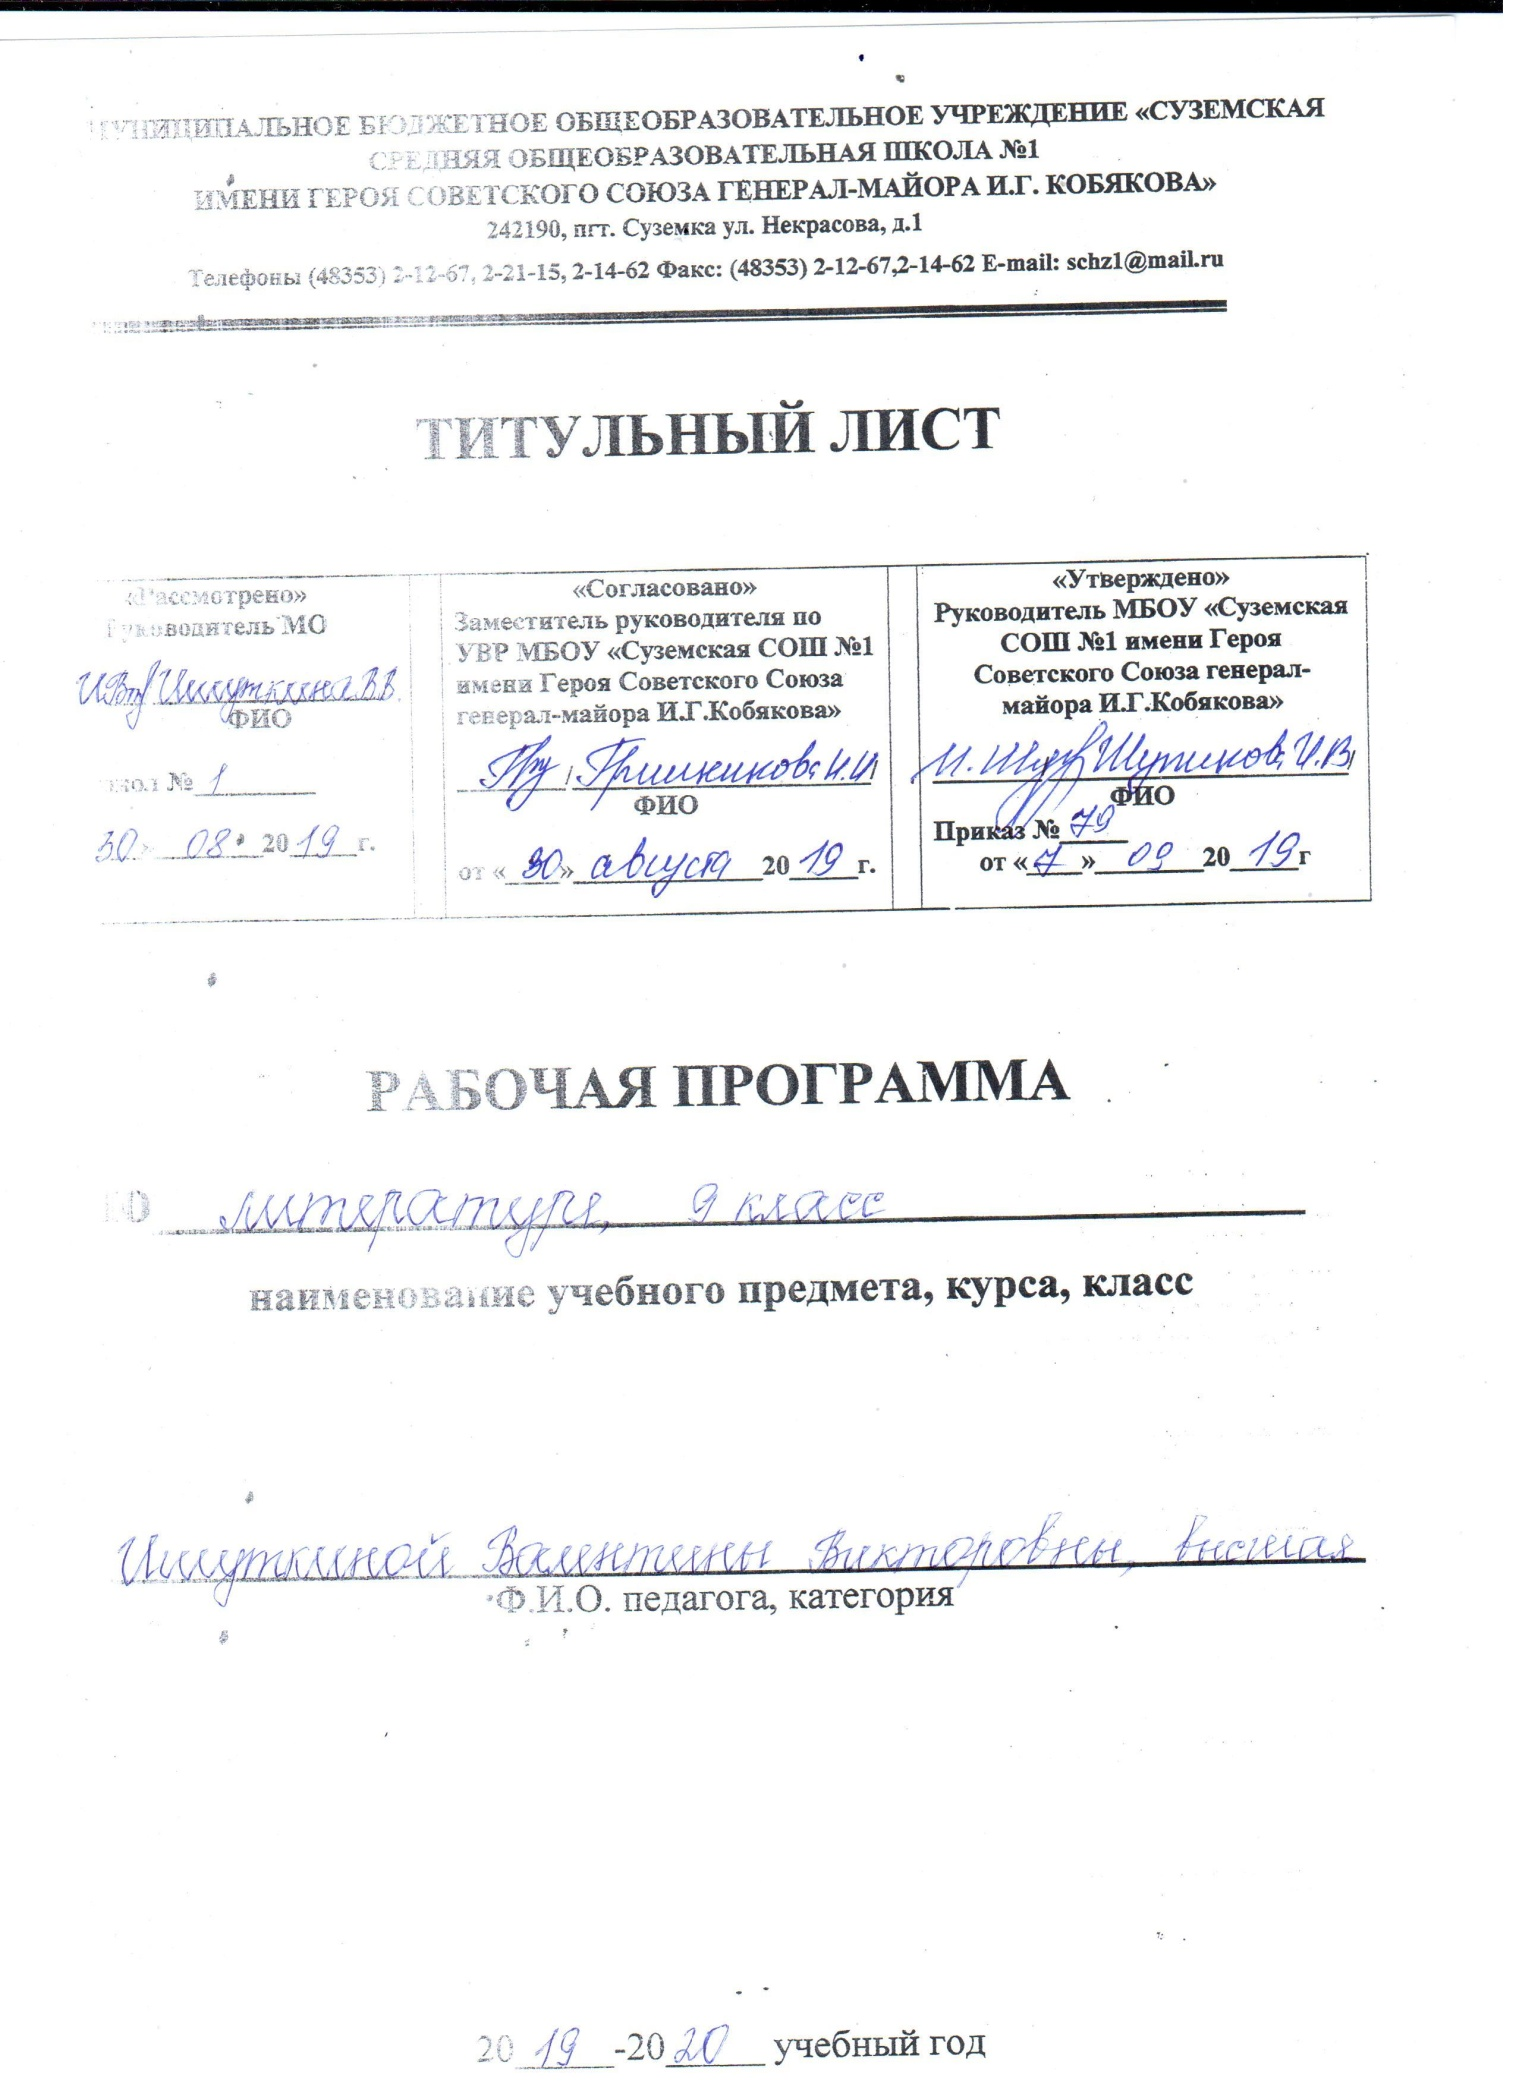 МУНИЦИПАЛЬНОЕ БЮДЖЕТНОЕ ОБЩЕОБРАЗОВАТЕЛЬНОЕ УЧРЕЖДЕНИЕ «СУЗЕМСКАЯ
СРЕДНЯЯ ОБЩЕОБРАЗОВАТЕЛЬНАЯ ШКОЛА №1
ИМЕНИ ГЕРОЯ СОВЕТСКОГО СОЮЗА ГЕНЕРАЛ-МАЙОРА И.Г. КОБЯКОВА»
242190, пгт. Суземка ул. Некрасова, д.1
Телефоны (48353) 2-12-67, 2-21-15, 2-14-62 Факс: (48353) 2-12-67,2-14-62 E-mail: schz1@mail.ru
ТИТУЛЬНЫЙ ЛИСТ
«Рассмотрено»
Руководитель МО
Ишуткина В.В.
ФИО
№ 1
30» 08 2019 г.
«Согласовано»
Заместитель руководителя по
УВР МБОУ «Суземская СОШ №1
имени Героя Советского Союза
генерал-майора И.Г.Кобякова»
/
ФИО
от «30» августа 2019 г.
«Утверждено»
Руководитель МБОУ «Суземская
СОШ №1 имени Героя
Советского Союза генерал-
майора И.Г.Кобякова»
ФИО
Приказ № 79
от «7» 09 2019г
РАБОЧАЯ ПРОГРАММА
ПО литературе, 9 класс
наименование учебного предмета, курса, класс
Ишуткиной Валентины Викторовны, высшая
Ф.И.О. педагога, категория
2019-2020 учебный год